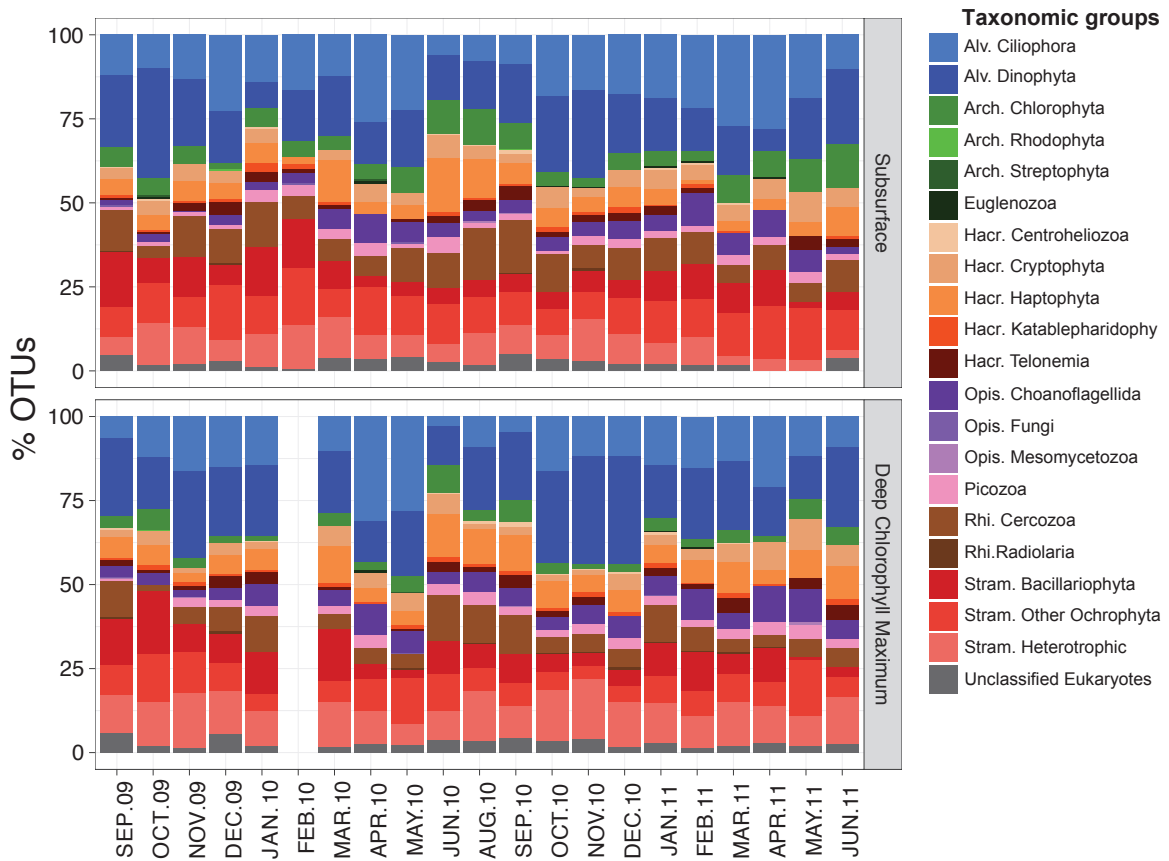 Taxonomic groups
Alv. Ciliophora
Alv. Dinophyta
Arch. Chlorophyta
Arch. Rhodophyta
Arch. Streptophyta
Euglenozoa
Hacr. Centroheliozoa
Hacr. Cryptophyta
Hacr. Haptophyta
Hacr. Katablepharidophy
Hacr. Telonemia
Opis. Choanoflagellida
Opis. Fungi
Opis. Mesomycetozoa
Picozoa
Rhi. Cercozoa
Rhi.Radiolaria
Stram. Bacillariophyta
Stram. Other Ochrophyta
Stram. Heterotrophic
Unclassified Eukaryotes
% OTUs
100
75
50
25
0
Subsurface
100
75
50
25
0
Deep Chlorophyll Maximum
SEP.09
OCT.09
NOV.09
DEC.09
JAN. 10
FEB. 10
MAR.10
APR.10
MAY.10
JUN.10
AUG.10
SEP.10
OCT.10
NOV.10
DEC.10
JAN.11
FEB.11
MAR.11
APR.11
MAY.11
JUN.11